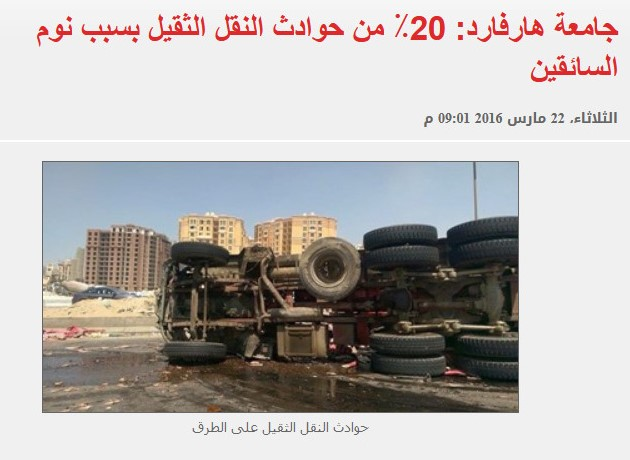 جامعة هارفارد: 20٪ من حوادث النقل الثقيل بسبب نوم
السائقين
الثلاثاء، 22 مارس 2016 09:01 م
حوادث النقل الثقيل على الطرق